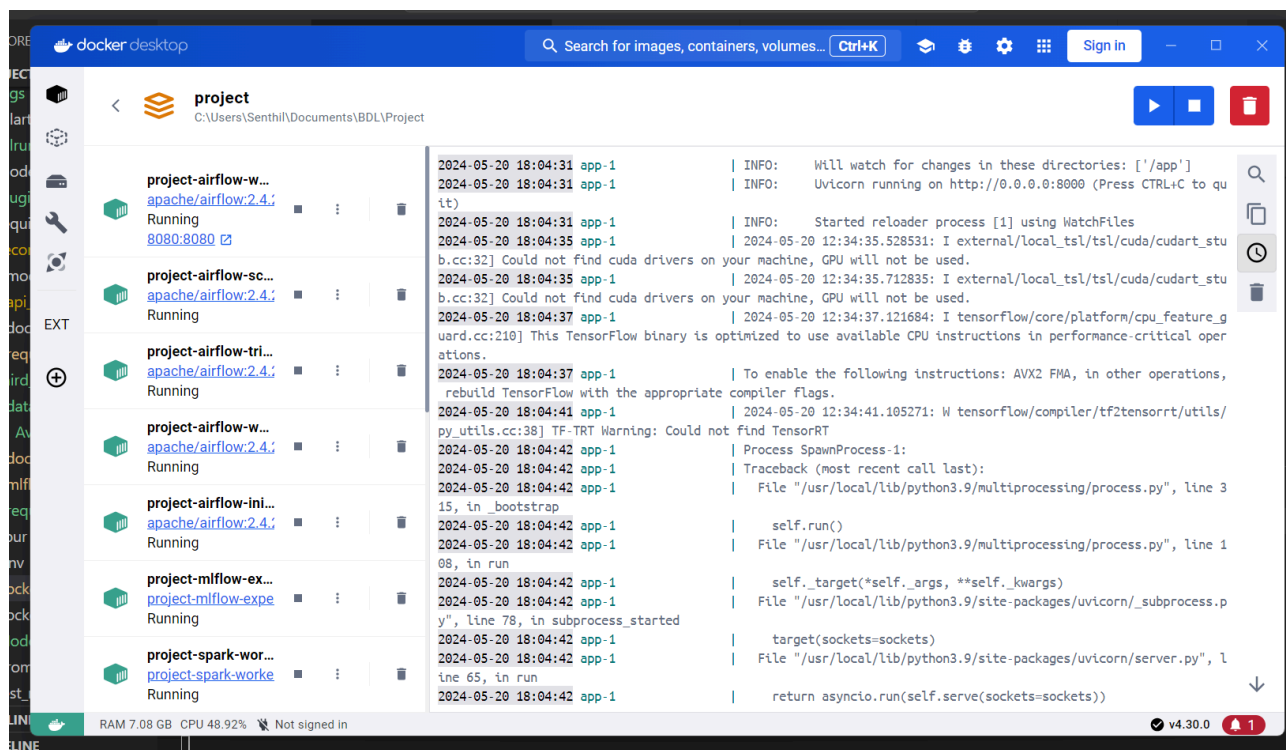 docker desktop
Search for images, containers, volumes... Ctrl+K
Sign in
project
C:\Users\Senthil\Documents\BDL\Project
EXT
project-airflow-w...
apache/airflow:2.4.2
Running
8080:8080
project-airflow-sc...
apache/airflow:2.4.2
Running
project-airflow-tri...
apache/airflow:2.4.2
Running
project-airflow-w...
apache/airflow:2.4.2
Running
project-airflow-ini...
apache/airflow:2.4.2
Running
project-mlflow-ex...
project-mlflow-expe
Running
project-spark-wor...
project-spark-worke
Running
2024-05-20 18:04:31 app-1 | INFO: Will watch for changes in these directories: ['/app']
2024-05-20 18:04:31 app-1 | INFO: Uvicorn running on http://0.0.0.0:8000 (Press CTRL+C to qu
it)
2024-05-20 18:04:31 app-1 | INFO: Started reloader process [1] using WatchFiles
2024-05-20 18:04:35 app-1 | 2024-05-20 12:34:35.528531: I external/local_tsl/tsl/cuda/cudart_stu
b.cc:32] Could not find cuda drivers on your machine, GPU will not be used.
2024-05-20 18:04:35 app-1 | 2024-05-20 12:34:35.712835: I external/local_tsl/tsl/cuda/cudart_stu
b.cc:32] Could not find cuda drivers on your machine, GPU will not be used.
2024-05-20 18:04:37 app-1 | 2024-05-20 12:34:37.121684: I tensorflow/core/platform/cpu_feature_g
uard.cc:210] This TensorFlow binary is optimized to use available CPU instructions in performance-critical oper
ations.
2024-05-20 18:04:37 app-1 | To enable the following instructions: AVX2 FMA, in other operations,
rebuild TensorFlow with the appropriate compiler flags.
2024-05-20 18:04:41 app-1 | 2024-05-20 12:34:41.105271: W tensorflow/compiler/tf2tensorrt/utils/
py_utils.cc:38] TF-TRT Warning: Could not find TensorRT
2024-05-20 18:04:42 app-1 | Process SpawnProcess-1:
2024-05-20 18:04:42 app-1 | Traceback (most recent call last):
2024-05-20 18:04:42 app-1 | File "/usr/local/lib/python3.9/multiprocessing/process.py", line 3
15, in _bootstrap
2024-05-20 18:04:42 app-1 | self.run()
2024-05-20 18:04:42 app-1 | File "/usr/local/lib/python3.9/multiprocessing/process.py", line 1
08, in run
2024-05-20 18:04:42 app-1 | self._target(*self._args, **self._kwargs)
2024-05-20 18:04:42 app-1 | File "/usr/local/lib/python3.9/site-packages/uvicorn/_subprocess.p
y", line 78, in subprocess_started
2024-05-20 18:04:42 app-1 | target(sockets=sockets)
2024-05-20 18:04:42 app-1 | File "/usr/local/lib/python3.9/site-packages/uvicorn/server.py", l
ine 65, in run
2024-05-20 18:04:42 app-1 | return asyncio.run(self.serve(sockets=sockets))
RAM 7.08 GB CPU 48.92% Not signed in
v4.30.0 1